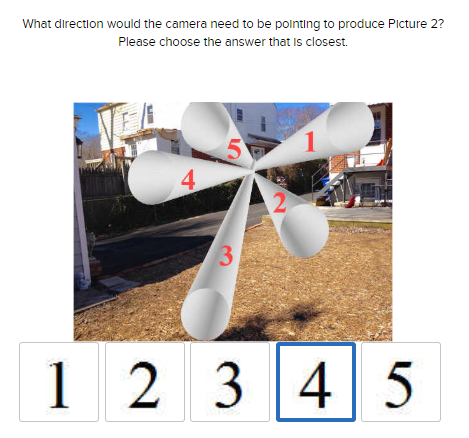 What direction would the camera need to be pointing to produce Picture 2?
Please choose the answer that is closest.
1
5
4
2
3
1 2 3 4 5